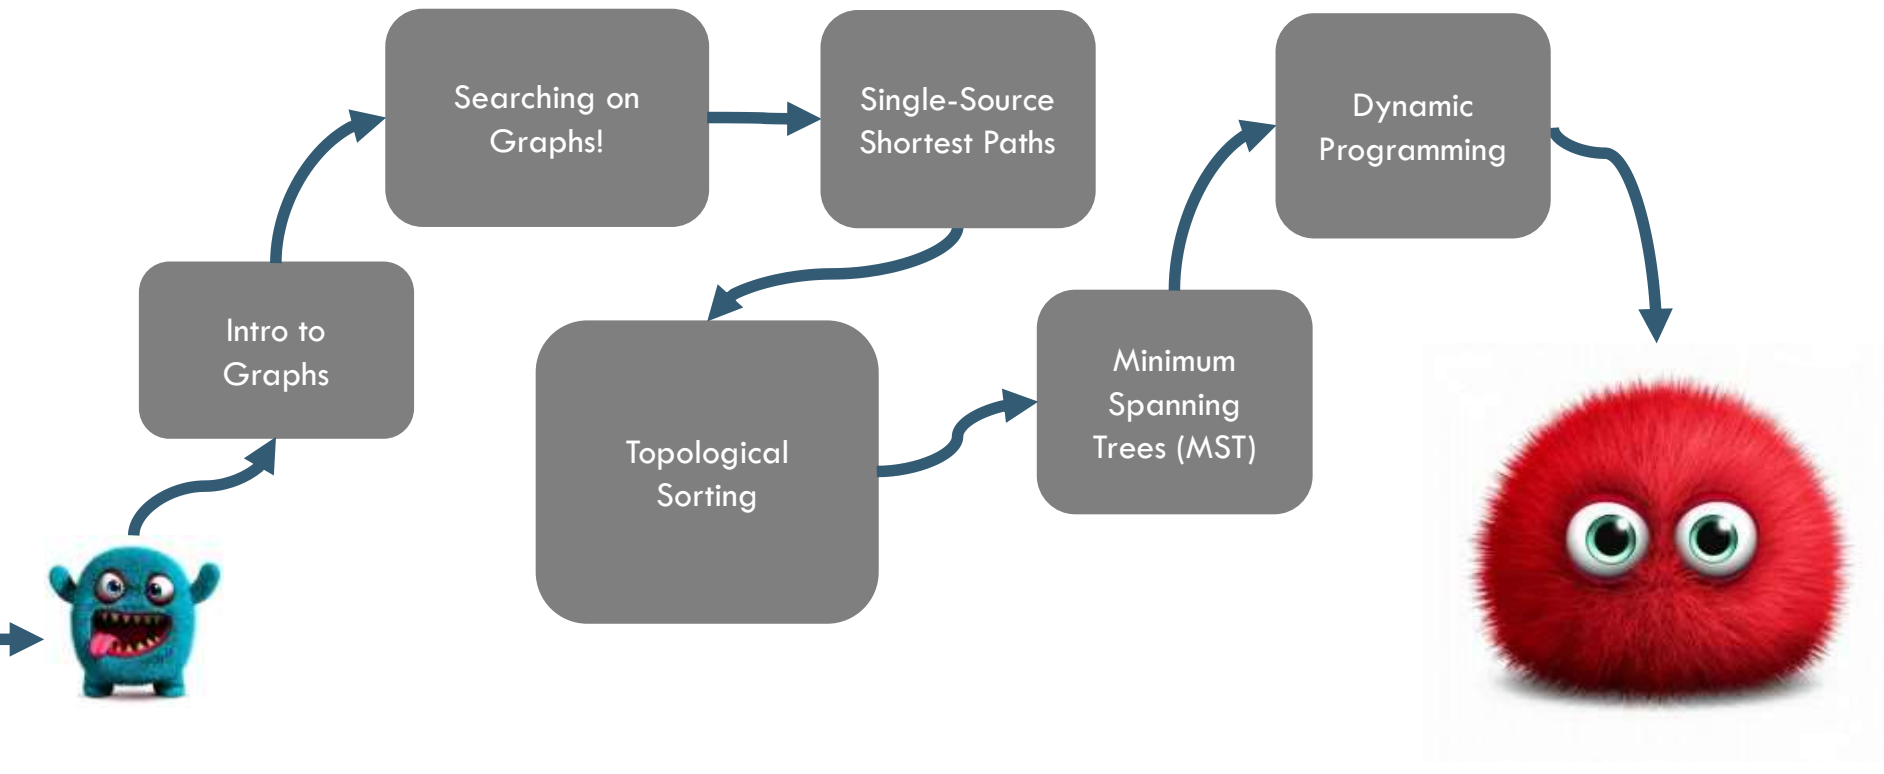 Searching on
Graphs!
Single-Source
Shortest Paths
Dynamic
Programming
Intro to
Graphs
Topological
Sorting
Minimum
Spanning
Trees (MST)